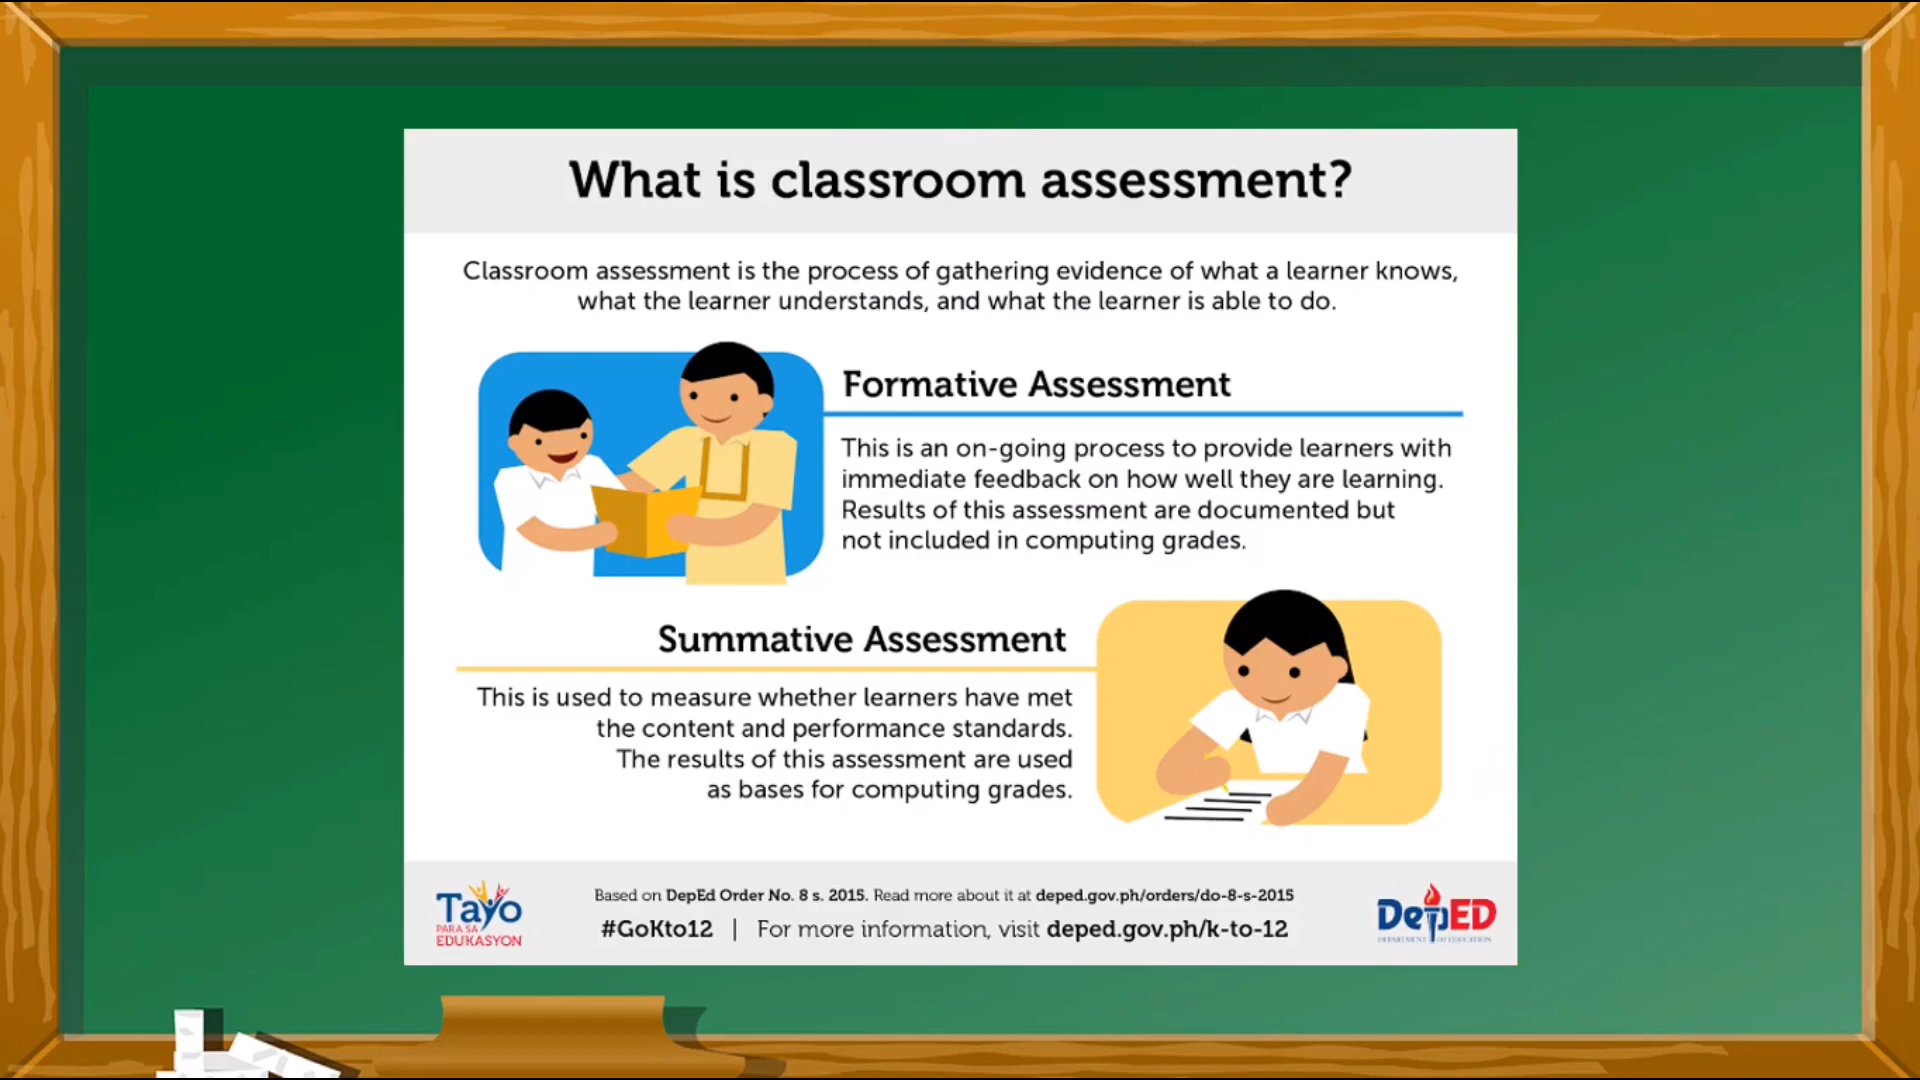 What is classroom assessment?
Classroom assessment is the process of gathering evidence of what a learner knows,
what the learner understands, and what the learner is able to do.
Formative Assessment
This is an on-going process to provide learners with
immediate feedback on how well they are learning.
Results of this assessment are documented but
not included in computing grades.
Summative Assessment
This is used to measure whether learners have met
the content and performance standards.
The results of this assessment are used
as bases for computing grades.
Tayo
PARA SA
EDUKASYON
Based on DepEd Order No. 8 s. 2015. Read more about it at deped.gov.ph/orders/do-8-s-2015
#GoKto12 | For more information, visit deped.gov.ph/k-to-12
DepED
DEPARTMENT OF EDUCATION